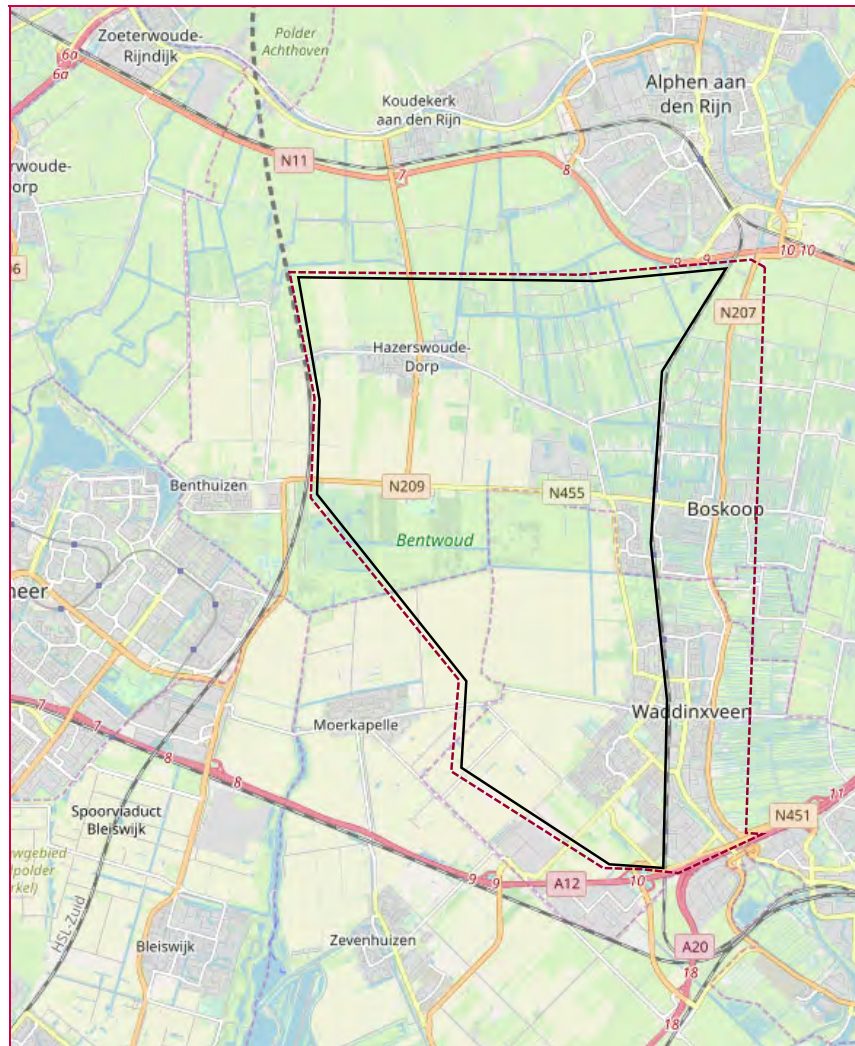 Zoeterwoude-
Rijndijk
Polder
Achthoven
6a
6a
Koudekerk
aan den Rijn
Alphen aan
den Rijn
N11
7
8
rwoude-
orp
9
9
10
10
6
N207
Hazerswoude-
Dorp
Benthuizen
N209
N455
Boskoop
Bentwoud
meer
Waddinxveen
7
Moerkapelle
8
8
11
Spoorviaduct
Bleiswijk
N451
wgebied
polder
rkel)
9
9
A12
10
HSL-Zuid
Bleiswijk
Zevenhuizen
A20
18
18